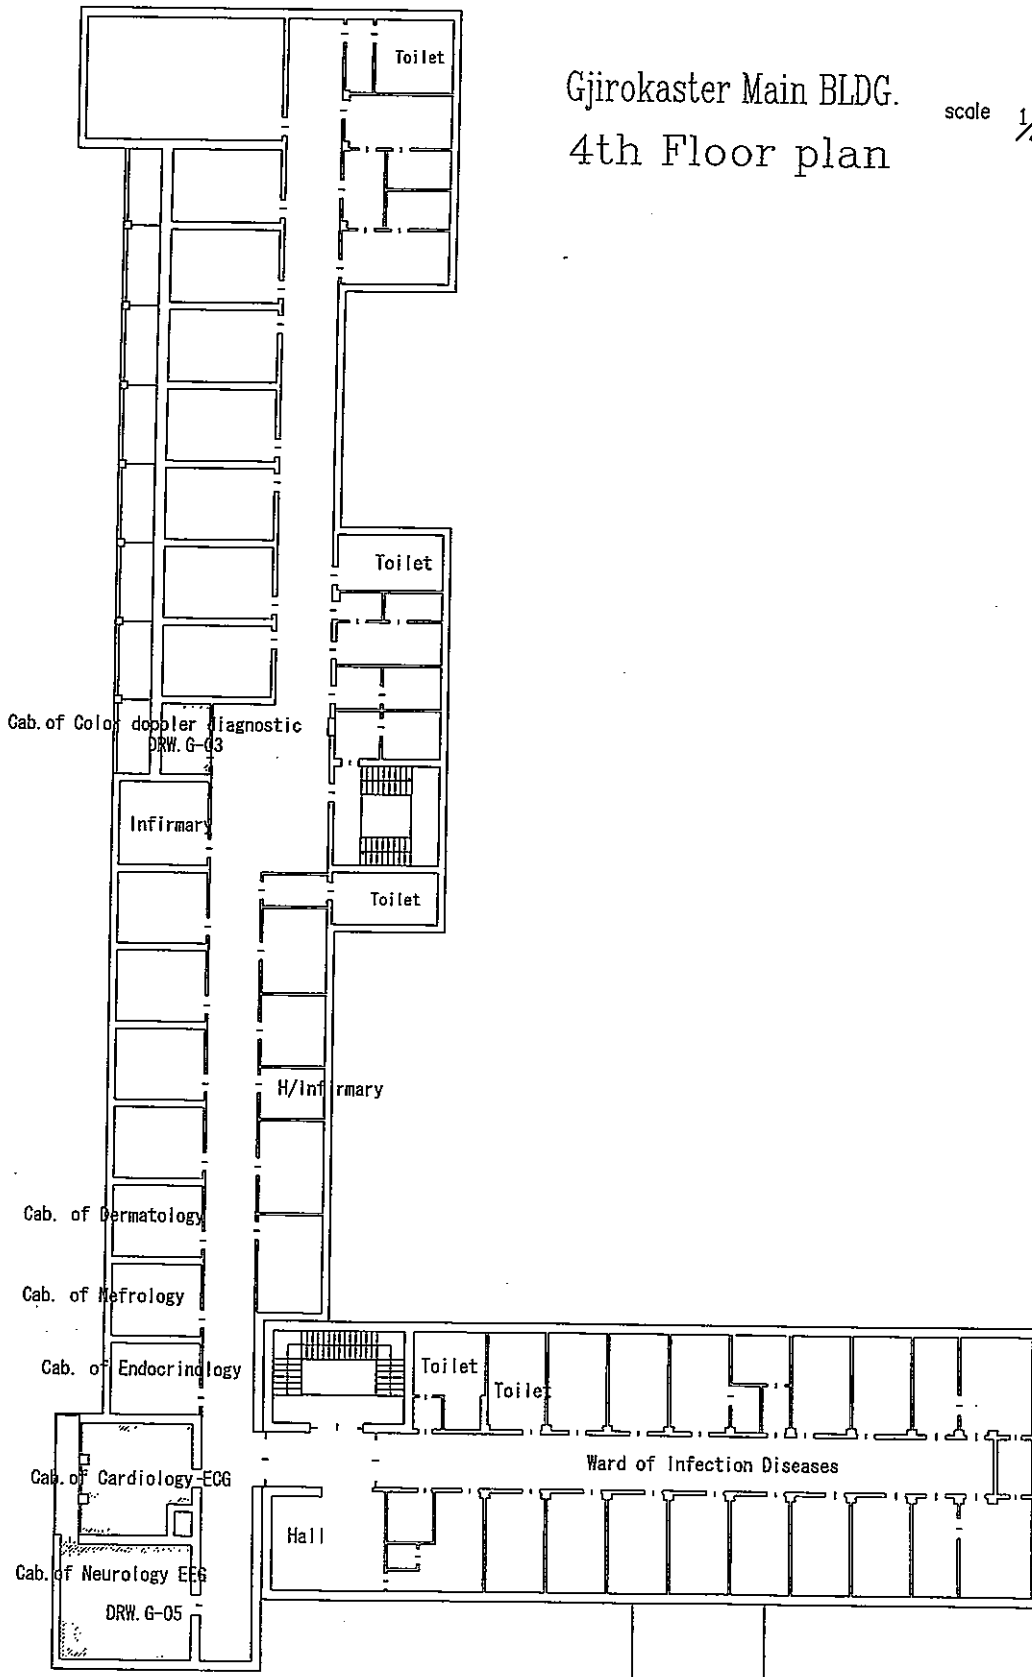 Toilet
Gjirokaster Main BLDG.
scale 1/
4th Floor plan
Toilet
Cab. of Color doppler diagnostic
DRW. G-03
Infirmary
Toilet
H/Infirmary
Cab. of Dermatology
Cab. of Nefrology
Cab. of Endocrinology
Toilet
Toilet
Cab. of Cardiology-ECG
Ward of Infection Diseases
Hall
Cab. of Neurology EEG
DRW. G-05